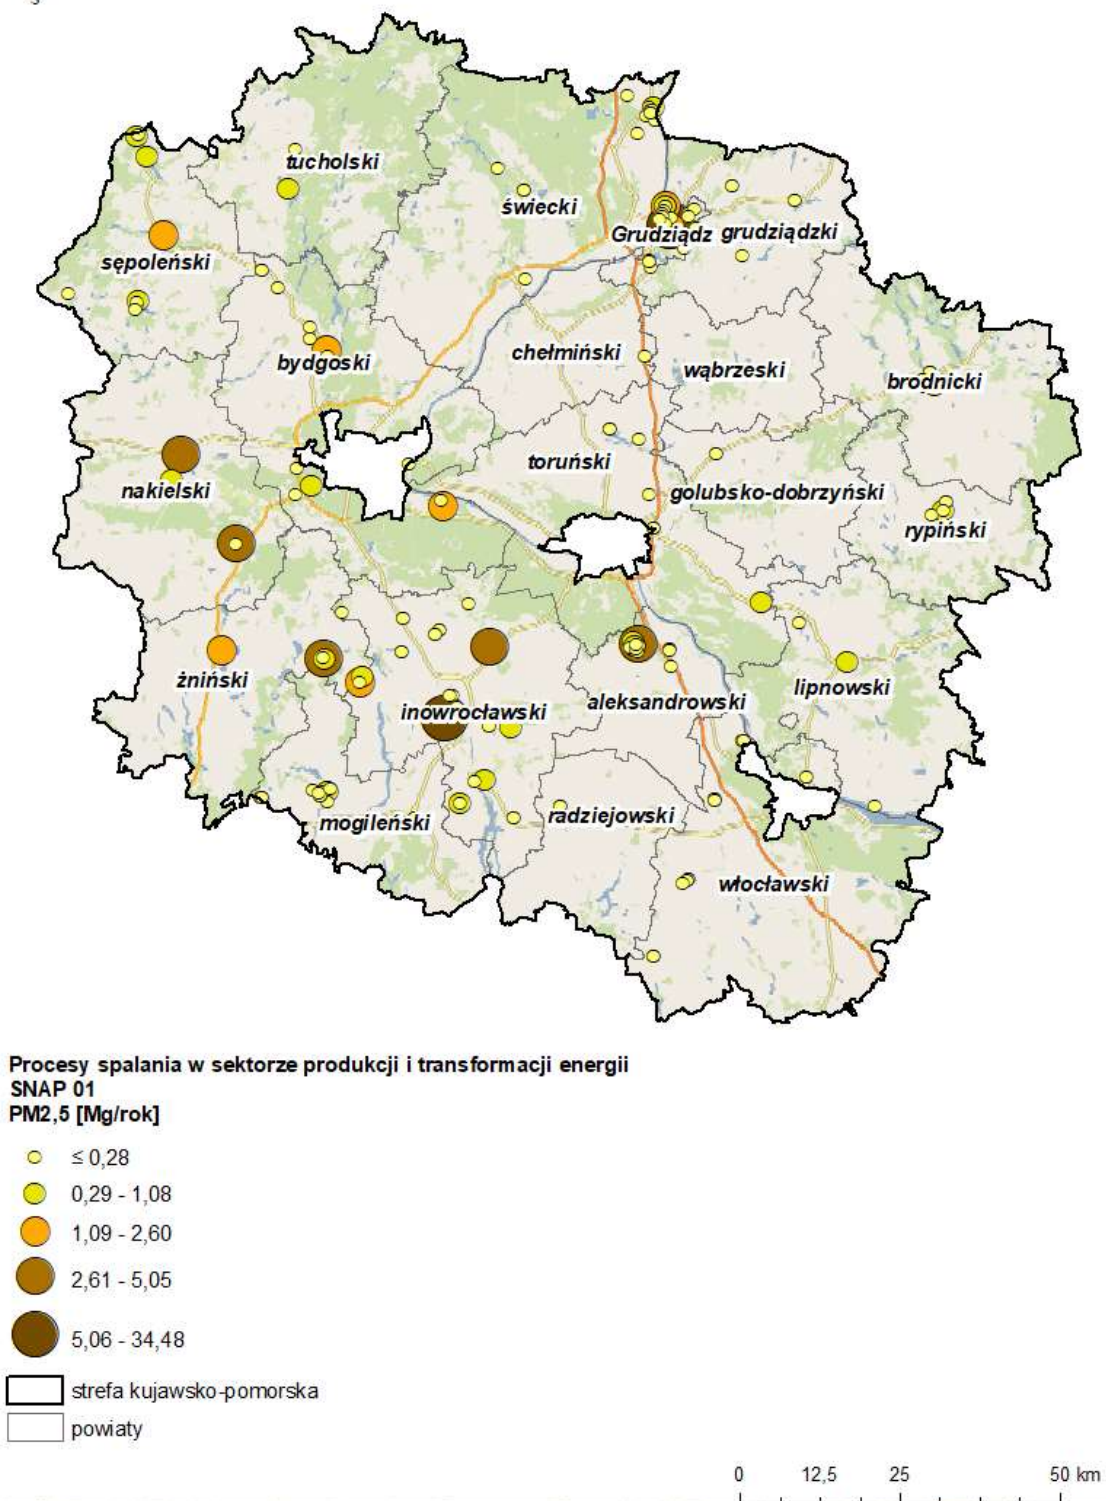 tucholski
świecki
Grudziądz grudziądzki
sępoleński
bydgoski
chełmiński
wąbrzeski
brodnicki
toruński
nakielski
golubsko-dobrzyński
rypiński
żniński
lipnowski
aleksandrowski
inowrocławski
mogileński
radziejowski
włocławski
Procesy spalania w sektorze produkcji i transformacji energii
SNAP 01
PM2,5 [Mg/rok]
≤ 0,28
0,29 - 1,08
1,09 - 2,60
2,61 - 5,05
5,06 - 34,48
strefa kujawsko-pomorska
powiaty
0 12,5 25 50 km